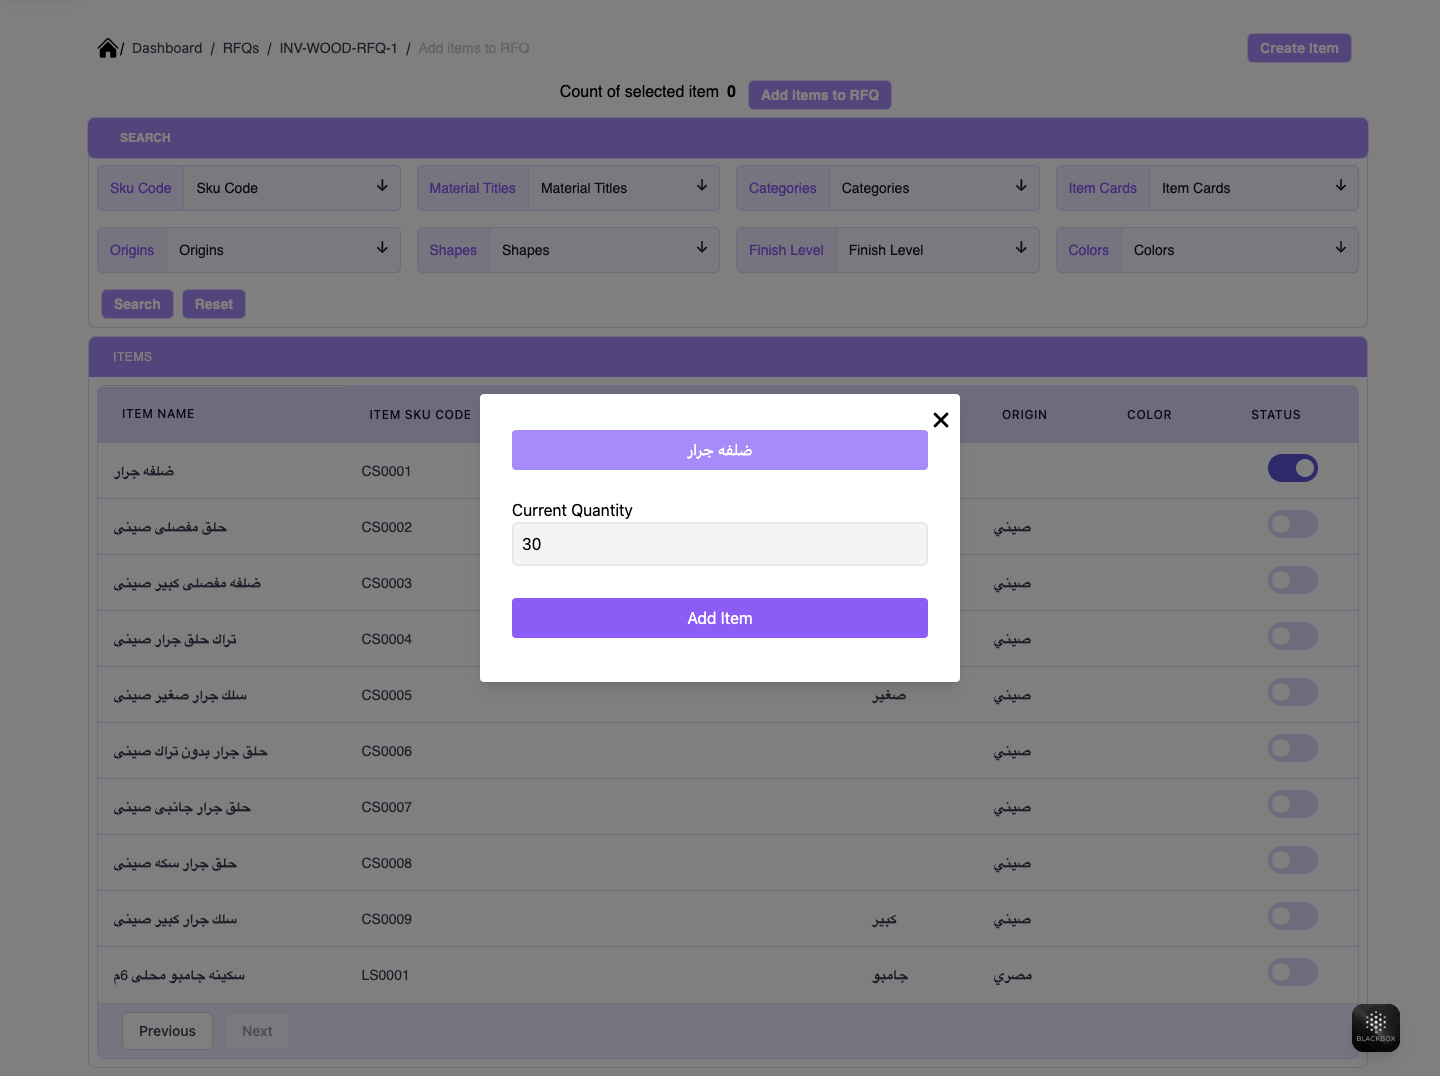 / Dashboard / RFQs / INV-WOOD-RFQ-1 / Add items to RFQ
Create Item
Count of selected item 0 Add items to RFQ
SEARCH
Sku Code Sku Code Material Titles Material Titles Categories Categories Item Cards Item Cards
Origins Origins Shapes Shapes Finish Level Finish Level Colors Colors
Search Reset
ITEMS
ITEM NAME ITEM SKU CODE ORIGIN COLOR STATUS
ضلفه جرار CS0001
حلق مفصلى صينى CS0002 صيني
ضلفه مفصلى كبير صينى CS0003 صيني
تراك حلق جرار صينى CS0004 صيني
سلك جرار صغير صينى CS0005 صغير صيني
حلق جرار بدون تراك صينى CS0006 صيني
حلق جرار جانبى صينى CS0007 صيني
حلق جرار سكه صينى CS0008 صيني
سلك جرار كبير صينى CS0009 كبير صيني
سكينه جامبو محلى 6م LS0001 جامبو مصري
Previous Next
ضلفه جرار
Current Quantity
30
Add Item
BLACKBOX